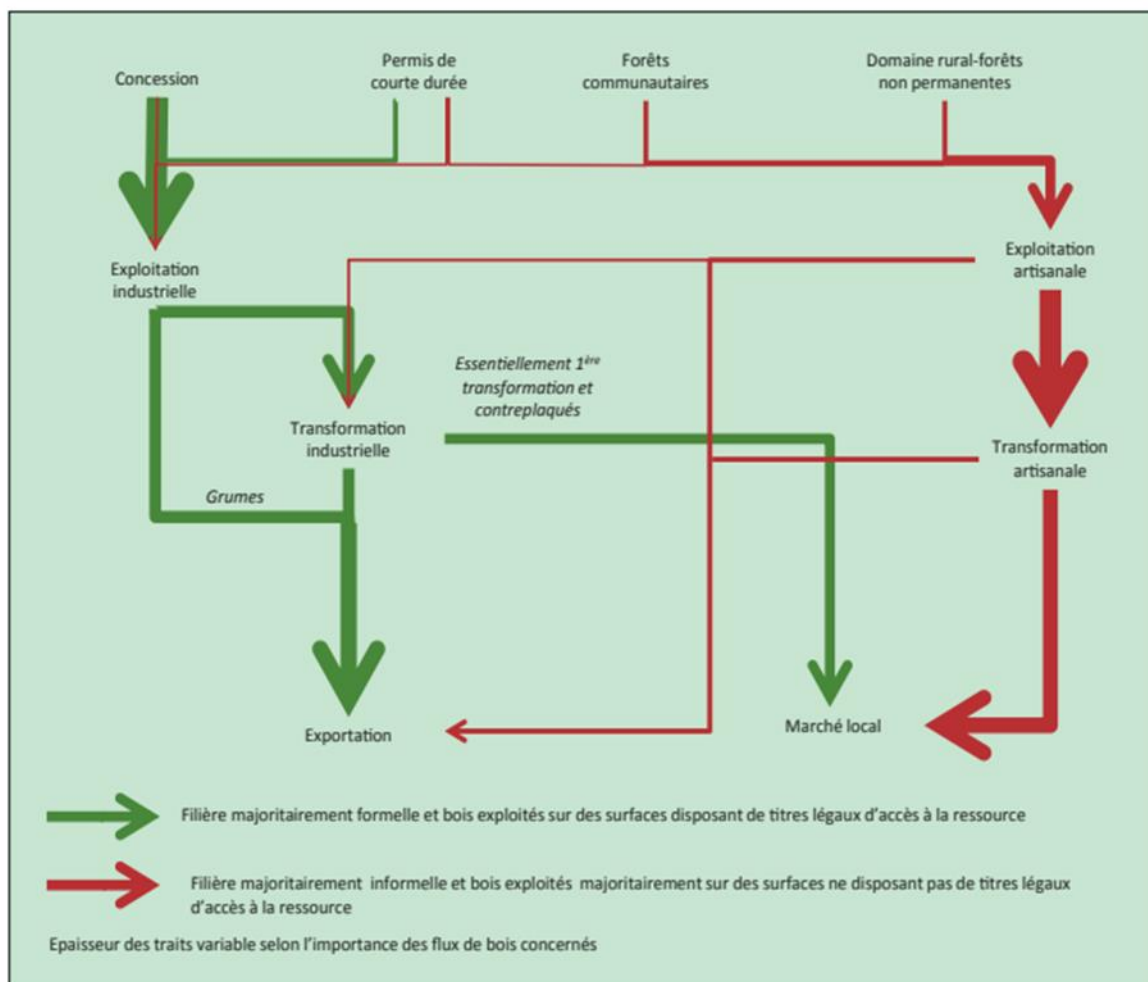 Concession
Permis de
courte durée
Forêts
communautaires
Domaine rural-forêts
non permanentes
Exploitation
industrielle
Exploitation
artisanale
Essentiellement 1ère
transformation et
contreplaqués
Transformation
industrielle
Transformation
artisanale
Grumes
Exportation
Marché local
Filière majoritairement formelle et bois exploités sur des surfaces disposant de titres légaux d’accès à la ressource
Filière majoritairement informelle et bois exploités majoritairement sur des surfaces ne disposant pas de titres légaux
d’accès à la ressource
Epaisseur des traits variable selon l’importance des flux de bois concernés